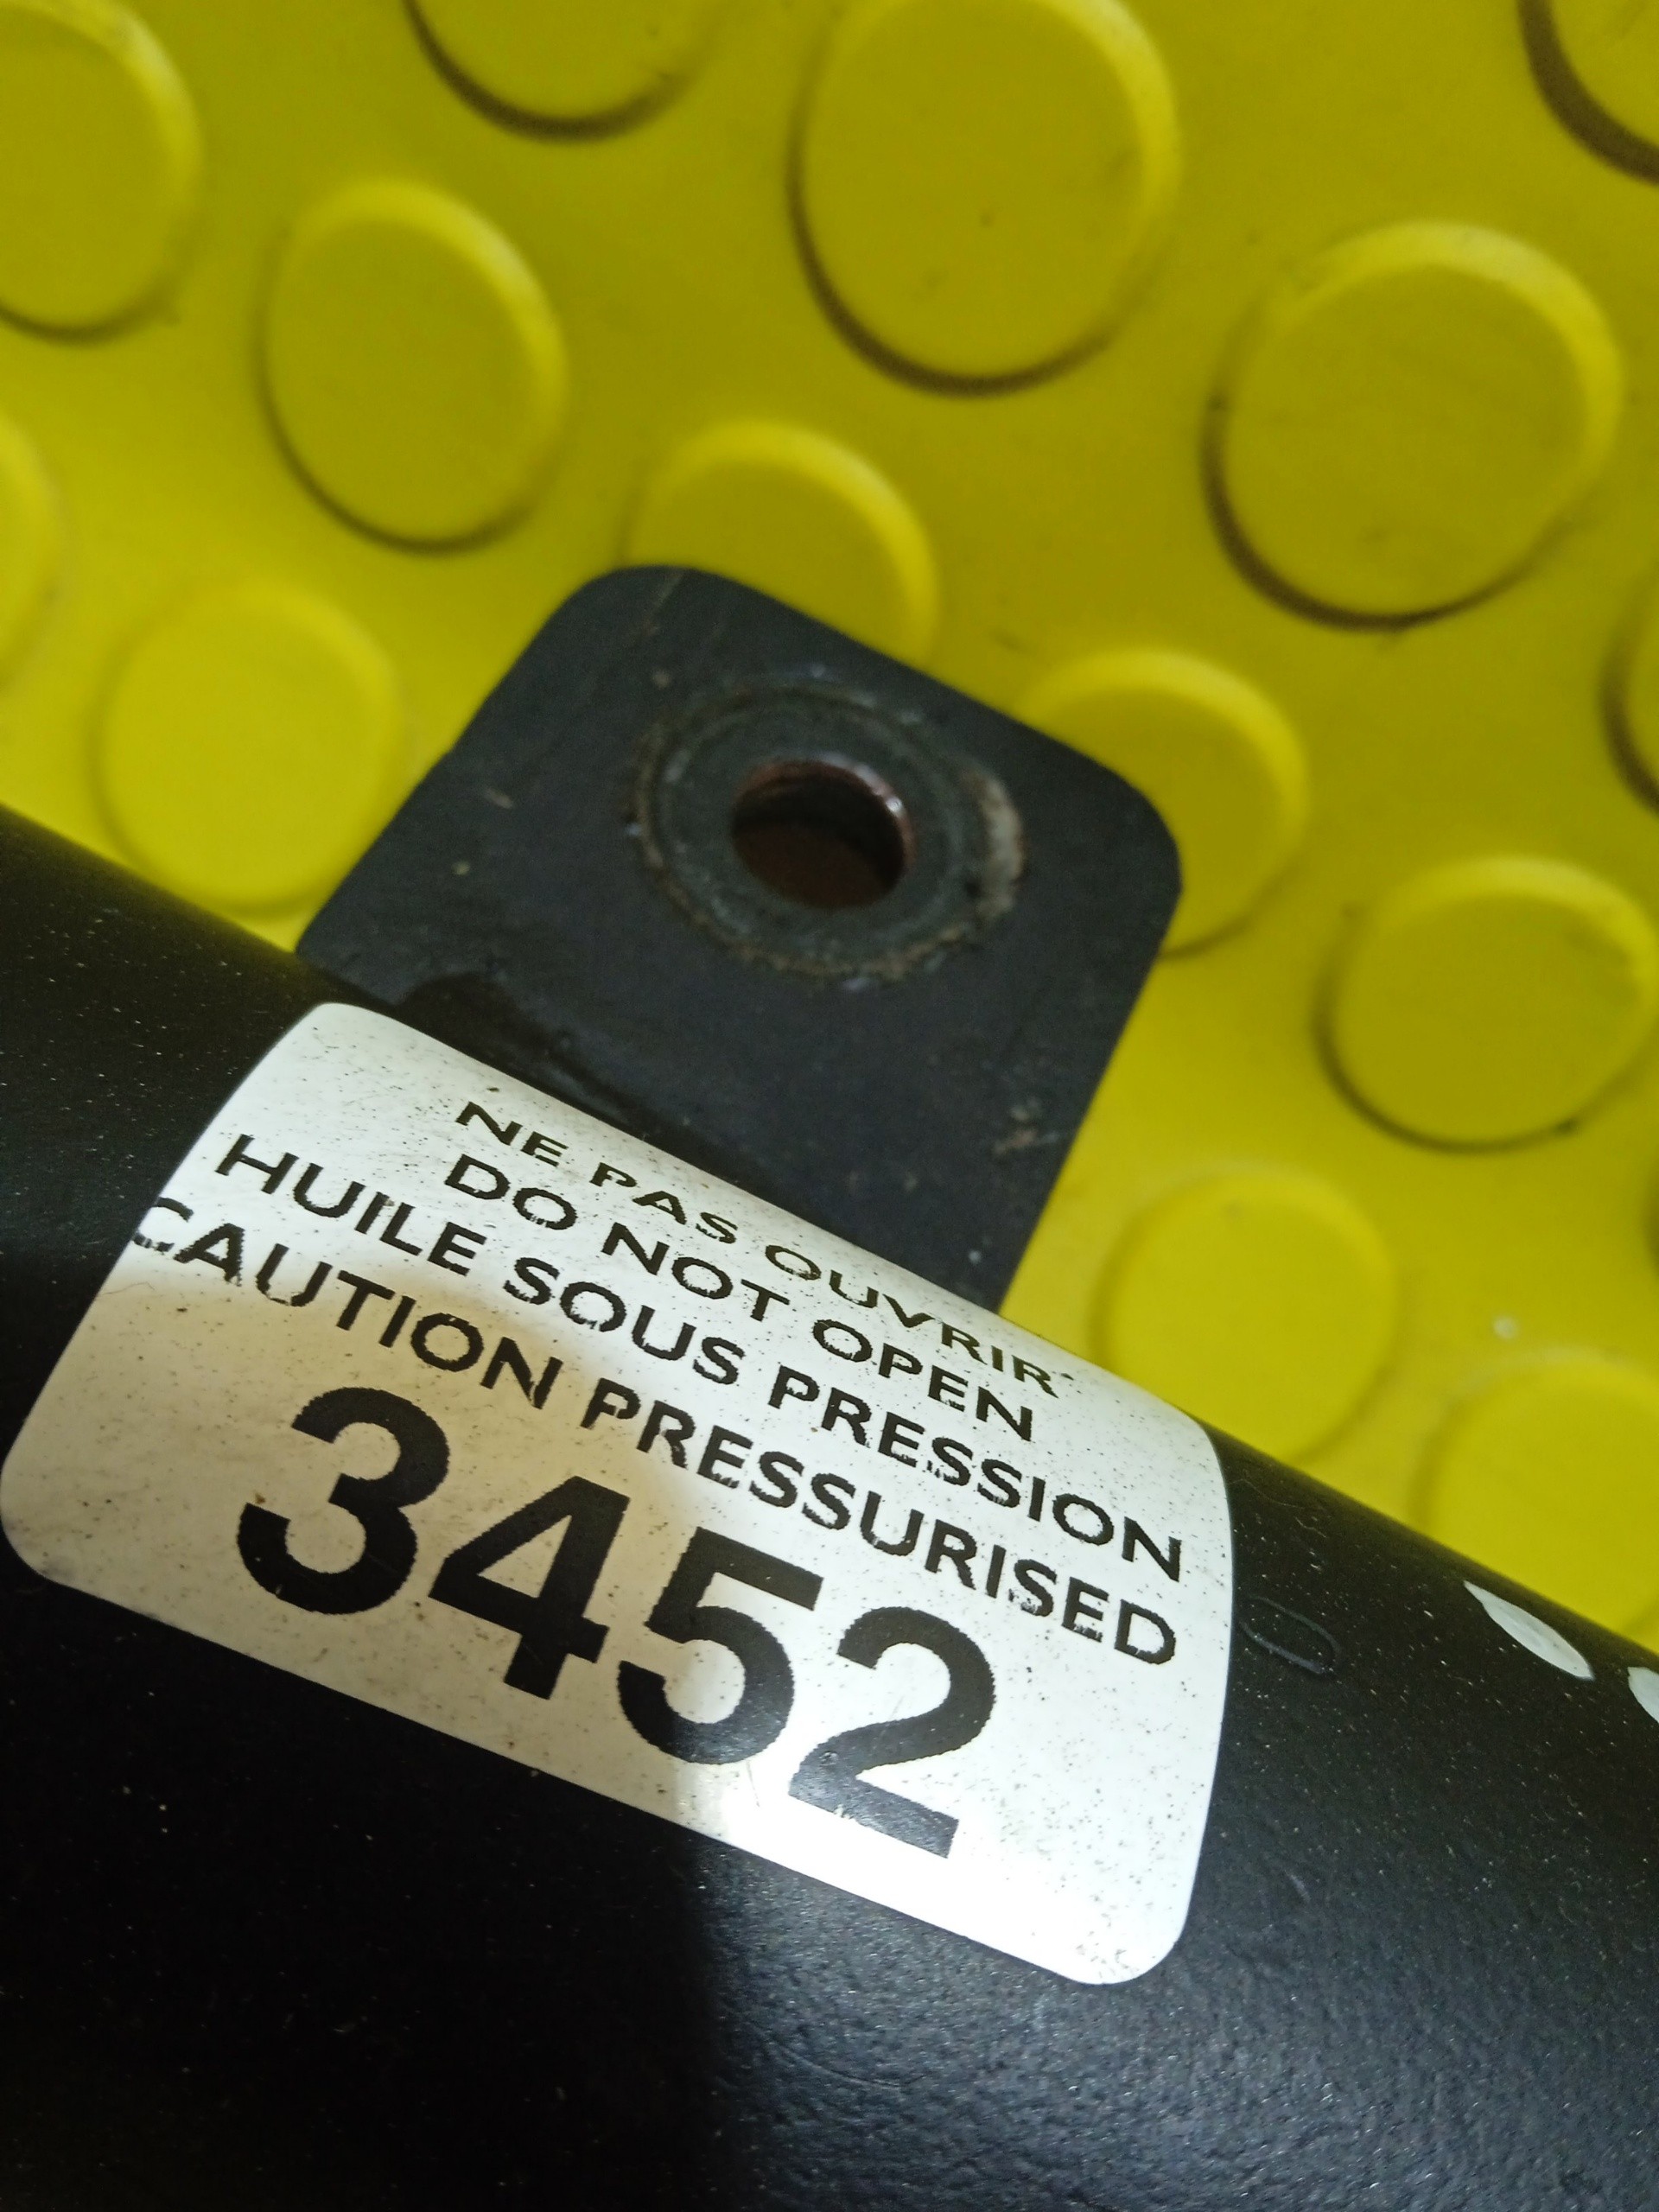 NE PAS OUVRIR
DO NOT OPEN
HUILE SOUS PRESSION
CAUTION PRESSURISED
3452